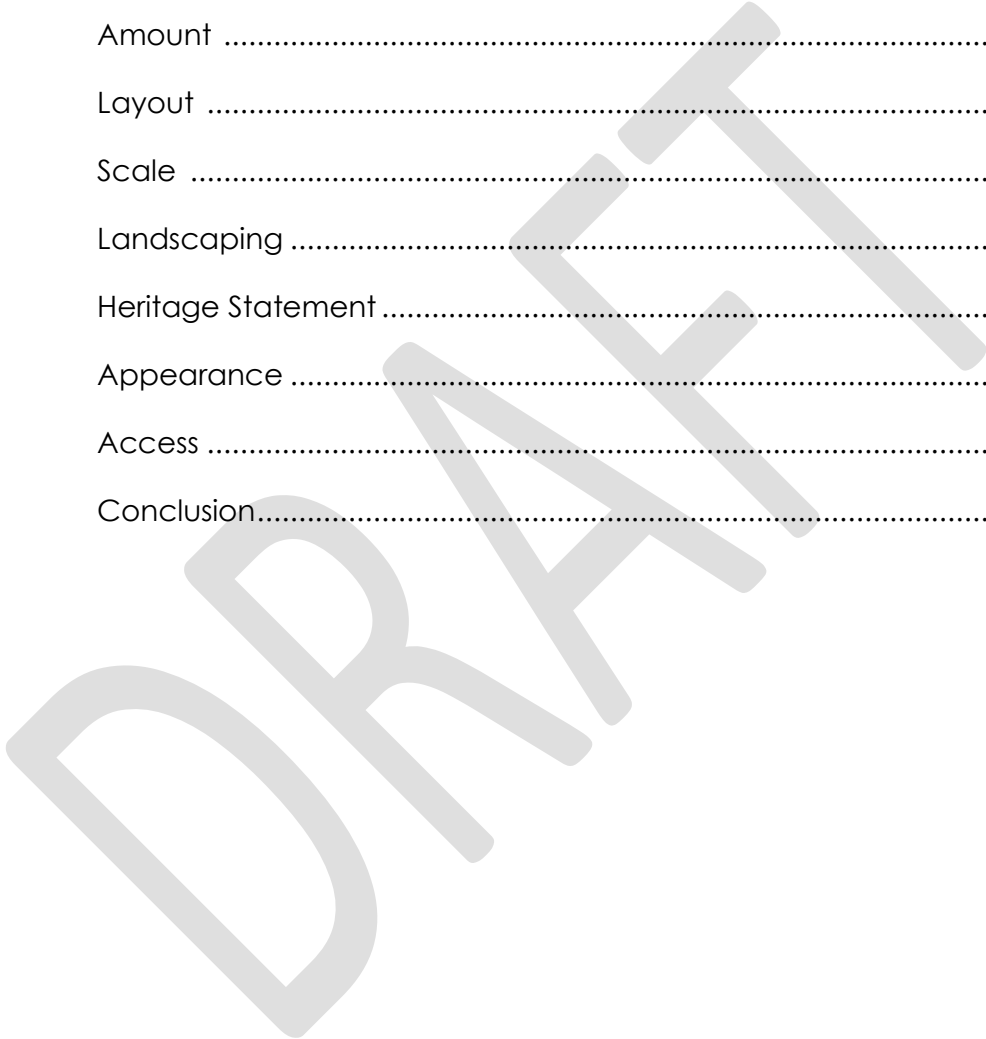 Amount ................................................................................
Layout ..................................................................................
Scale ....................................................................................
Landscaping ........................................................................
Heritage Statement ............................................................
Appearance ........................................................................
Access ..................................................................................
Conclusion............................................................................
DRAFT